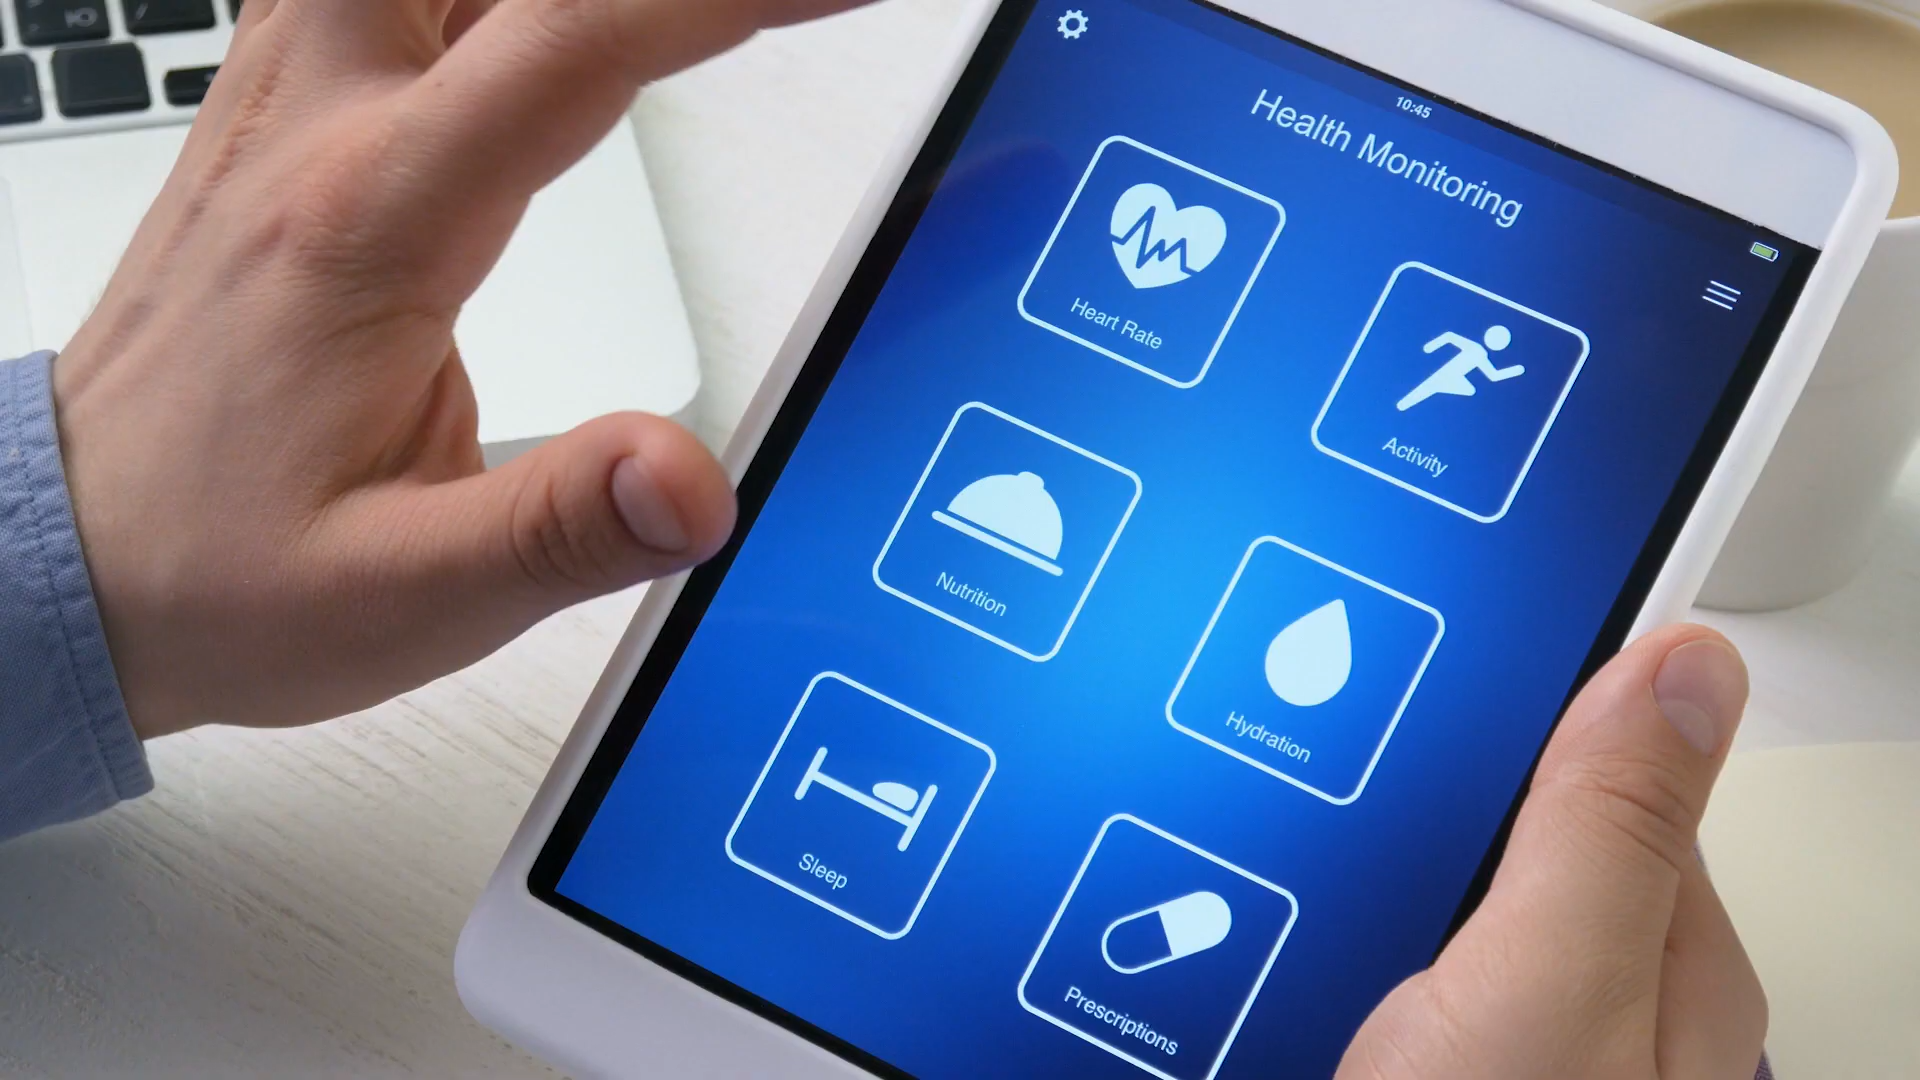 Ю
10:45
Health Monitoring
Heart Rate
Activity
Nutrition
Hydration
Sleep
Prescriptions